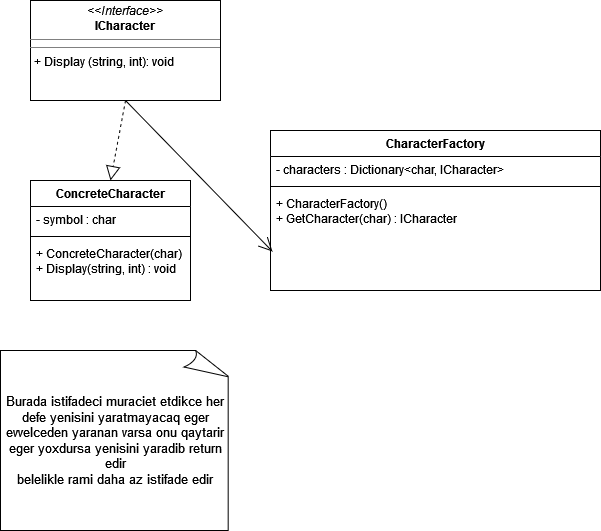 <<Interface>>
ICharacter
+ Display (string, int): void
CharacterFactory
- characters : Dictionary<char, ICharacter>
+ CharacterFactory()
+ GetCharacter(char) : ICharacter
ConcreteCharacter
- symbol : char
+ ConcreteCharacter(char)
+ Display(string, int) : void
Burada istifadeci muraciet etdikce her
defe yenisini yaratmayacaq eger
evvelceden yaranan varsa onu qaytarir
eger yoxdursa yenisini yaradib return
edir
belelikle rami daha az istifade edir